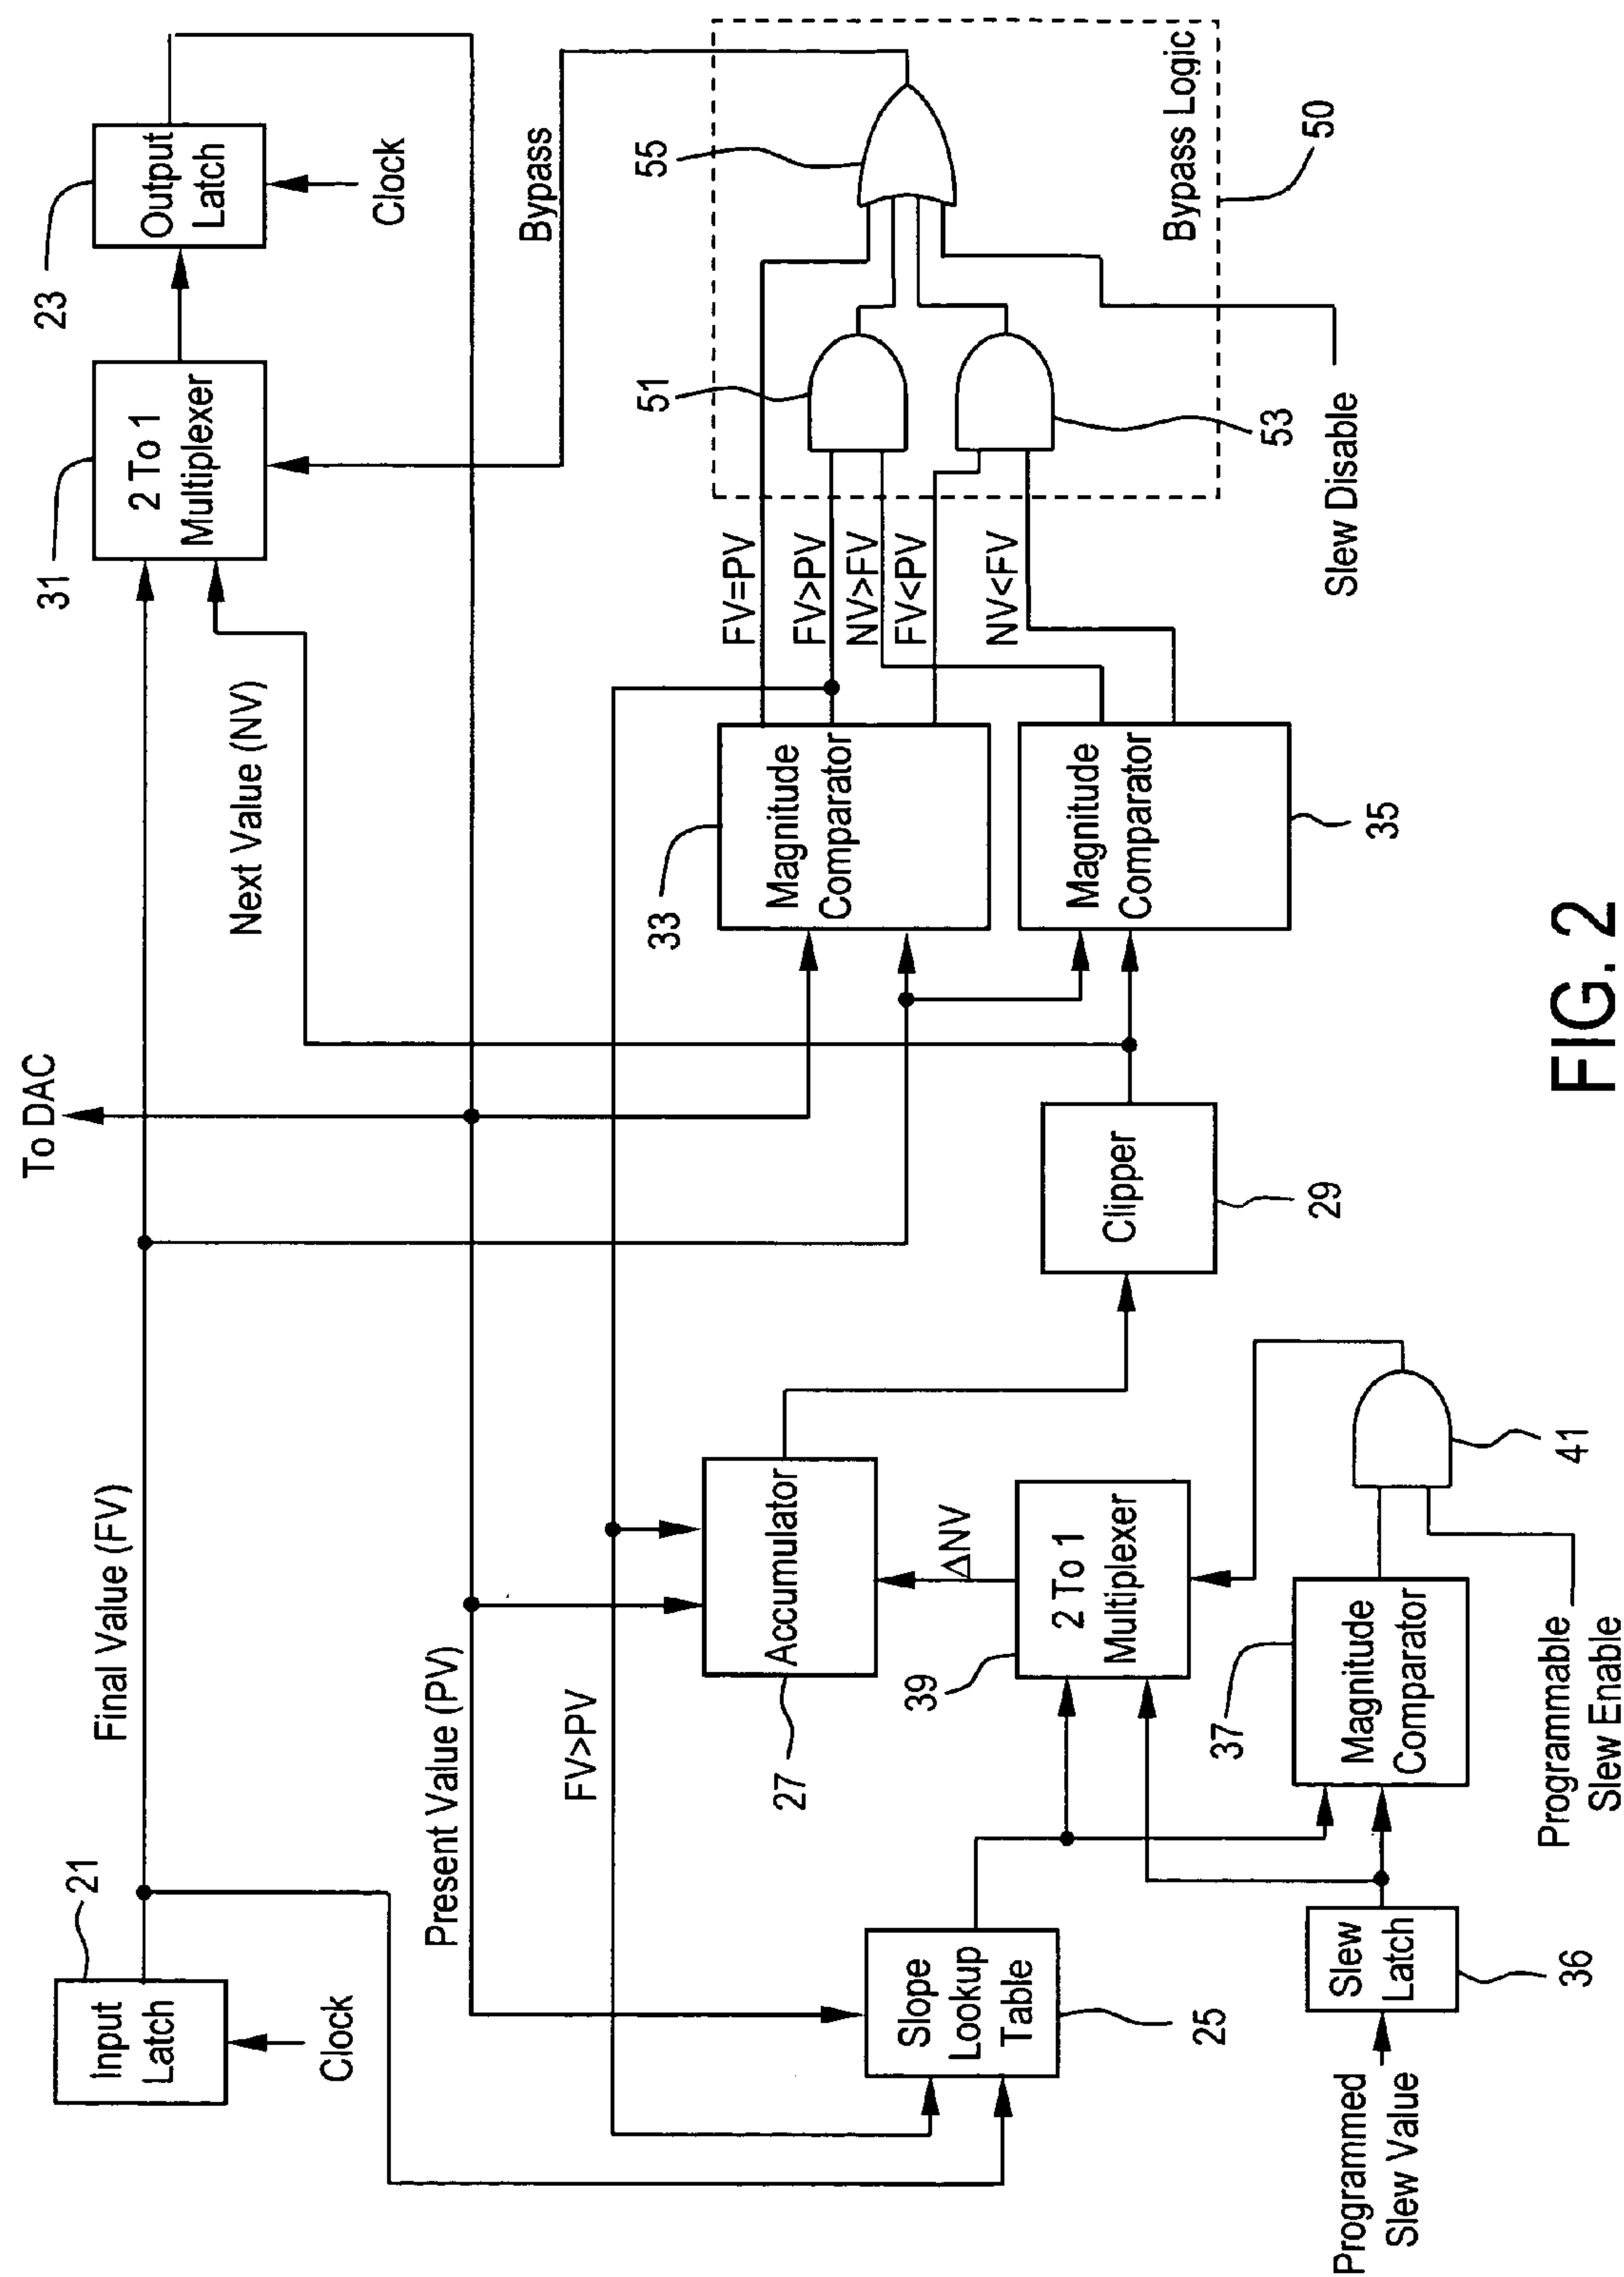 Input
Latch
21
Clock
Final Value (FV)
To DAC
Next Value (NV)
31
2 To 1
Multiplexer
23
Output
Latch
Clock
Present Value (PV)
FV>PV
Bypass
Slope
Lookup
Table
25
Accumulator
27
ΔNV
2 To 1
Multiplexer
39
Clipper
29
Magnitude
Comparator
33
Magnitude
Comparator
35
FV=PV
FV>PV
NV>FV
FV<PV
NV<FV
51
53
55
Bypass Logic
50
Slew Disable
Programmed
Slew Value
Slew
Latch
36
37
Magnitude
Comparator
41
Programmable
Slew Enable
FIG. 2